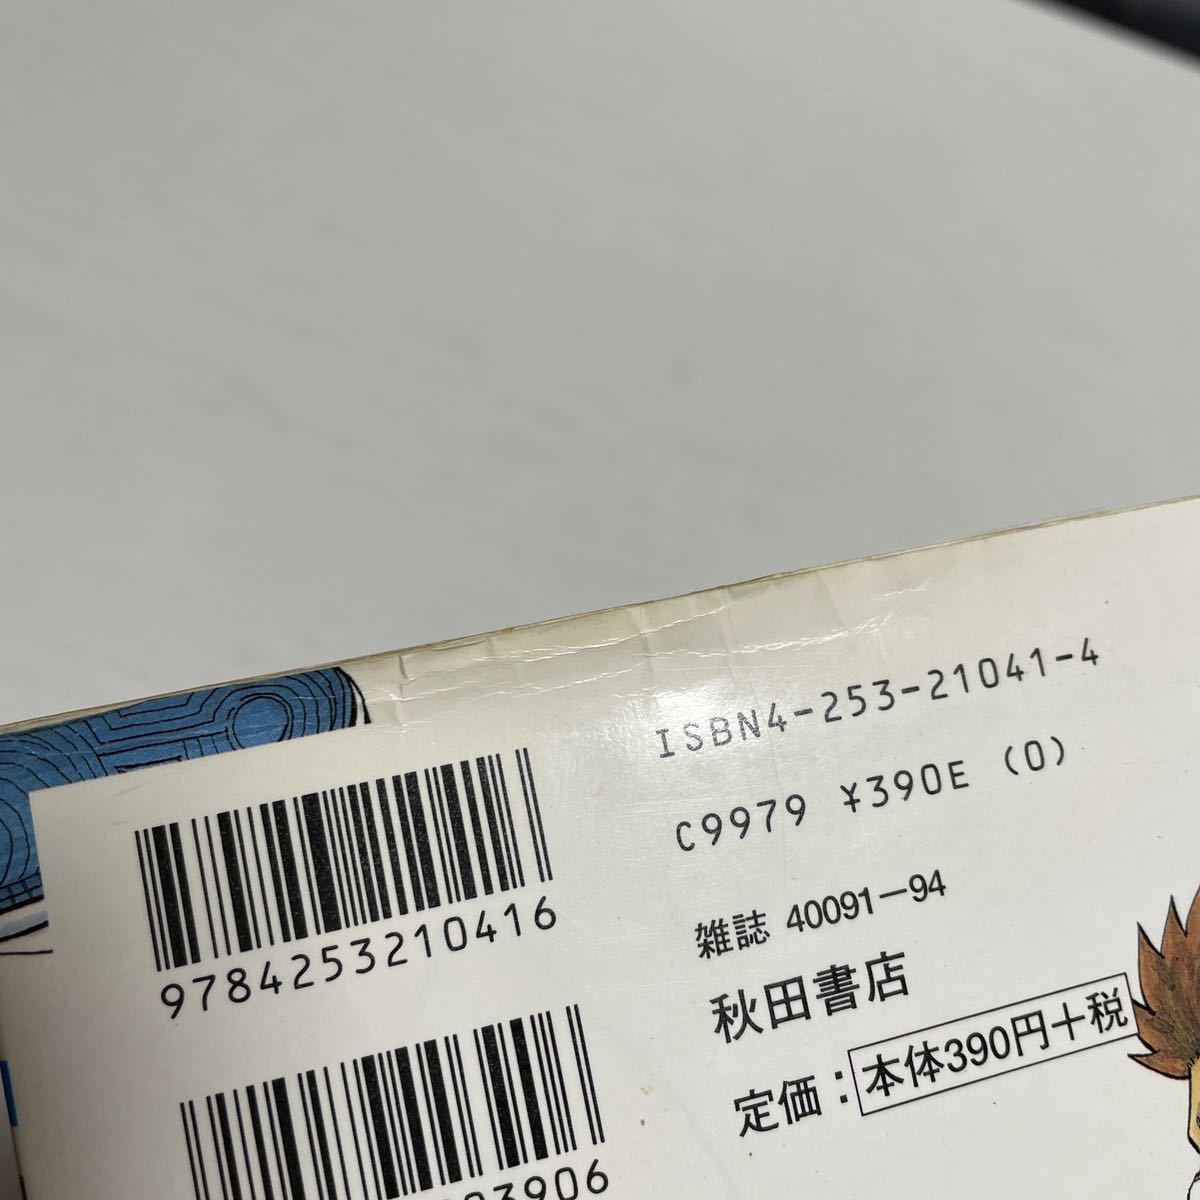 ISBN4-253-21041-4
C9979 ¥390E (0)
9784253210416
雑誌 40091-94
秋田書店
定価：本体390円+税
3906